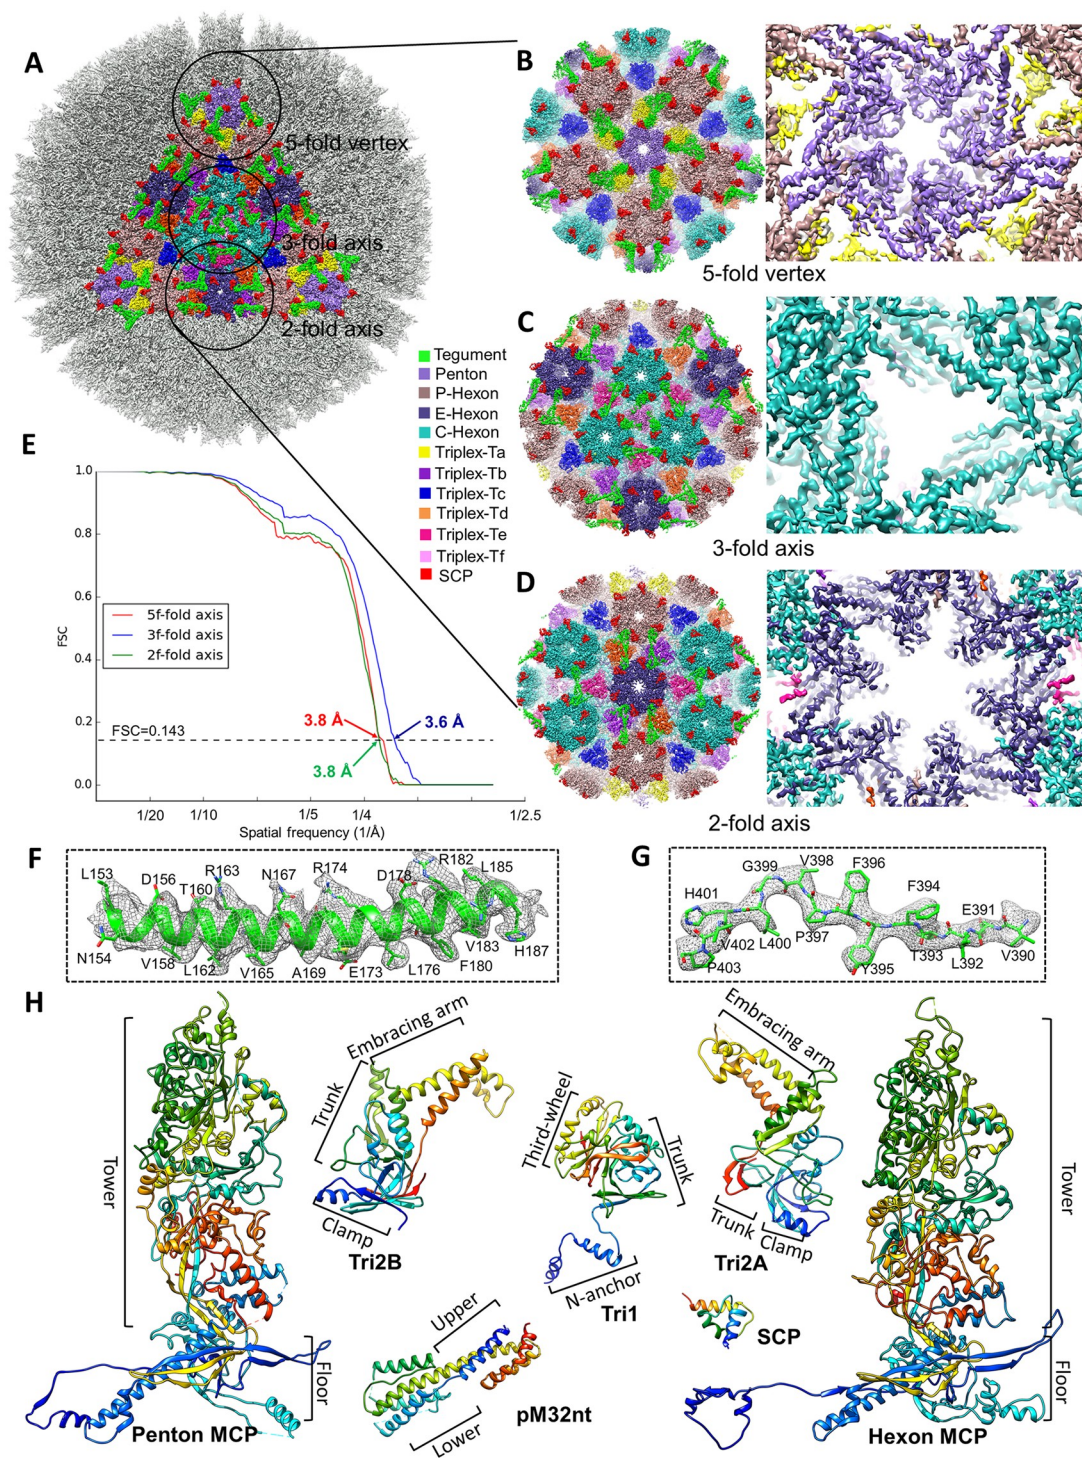 A
5-fold vertex
3-fold axis
2-fold axis
B
5-fold vertex
C
3-fold axis
D
2-fold axis
Tegument
Penton
P-Hexon
E-Hexon
C-Hexon
Triplex-Ta
Triplex-Tb
Triplex-Tc
Triplex-Td
Triplex-Te
Triplex-Tf
SCP
E
1.0
0.8
0.6
0.4
0.2
0.0
FSC
5f-fold axis
3f-fold axis
2f-fold axis
FSC=0.143
3.8 Å
3.6 Å
3.8 Å
1/20
1/10
1/5
1/4
1/2.5
Spatial frequency (1/Å)
F
L153
D156
T160
R163
N167
R174
D178
R182
L185
N154
V158
L162
V165
A169
E173
L176
F180
V183
H187
G
H401
G399
V398
F396
F394
E391
P403
V402
L400
P397
Y395
T393
L392
V390
H
Tower
Floor
Penton MCP
Embracing arm
Trunk
Clamp
Tri2B
Third-wheel
Trunk
N-anchor
Tri1
Embracing arm
Trunk
Clamp
Tri2A
Upper
Lower
pM32nt
SCP
Tower
Floor
Hexon MCP